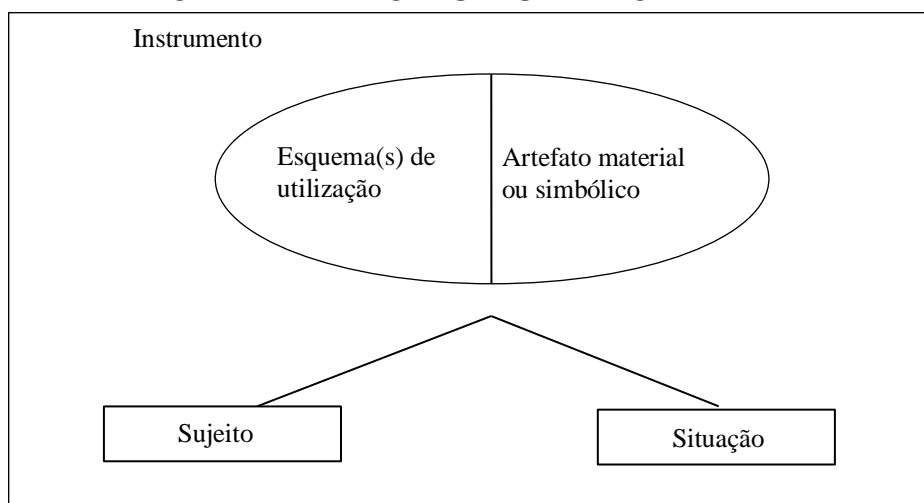 Instrumento
Esquema(s) de
utilização
Artefato material
ou simbólico
Sujeito
Situação